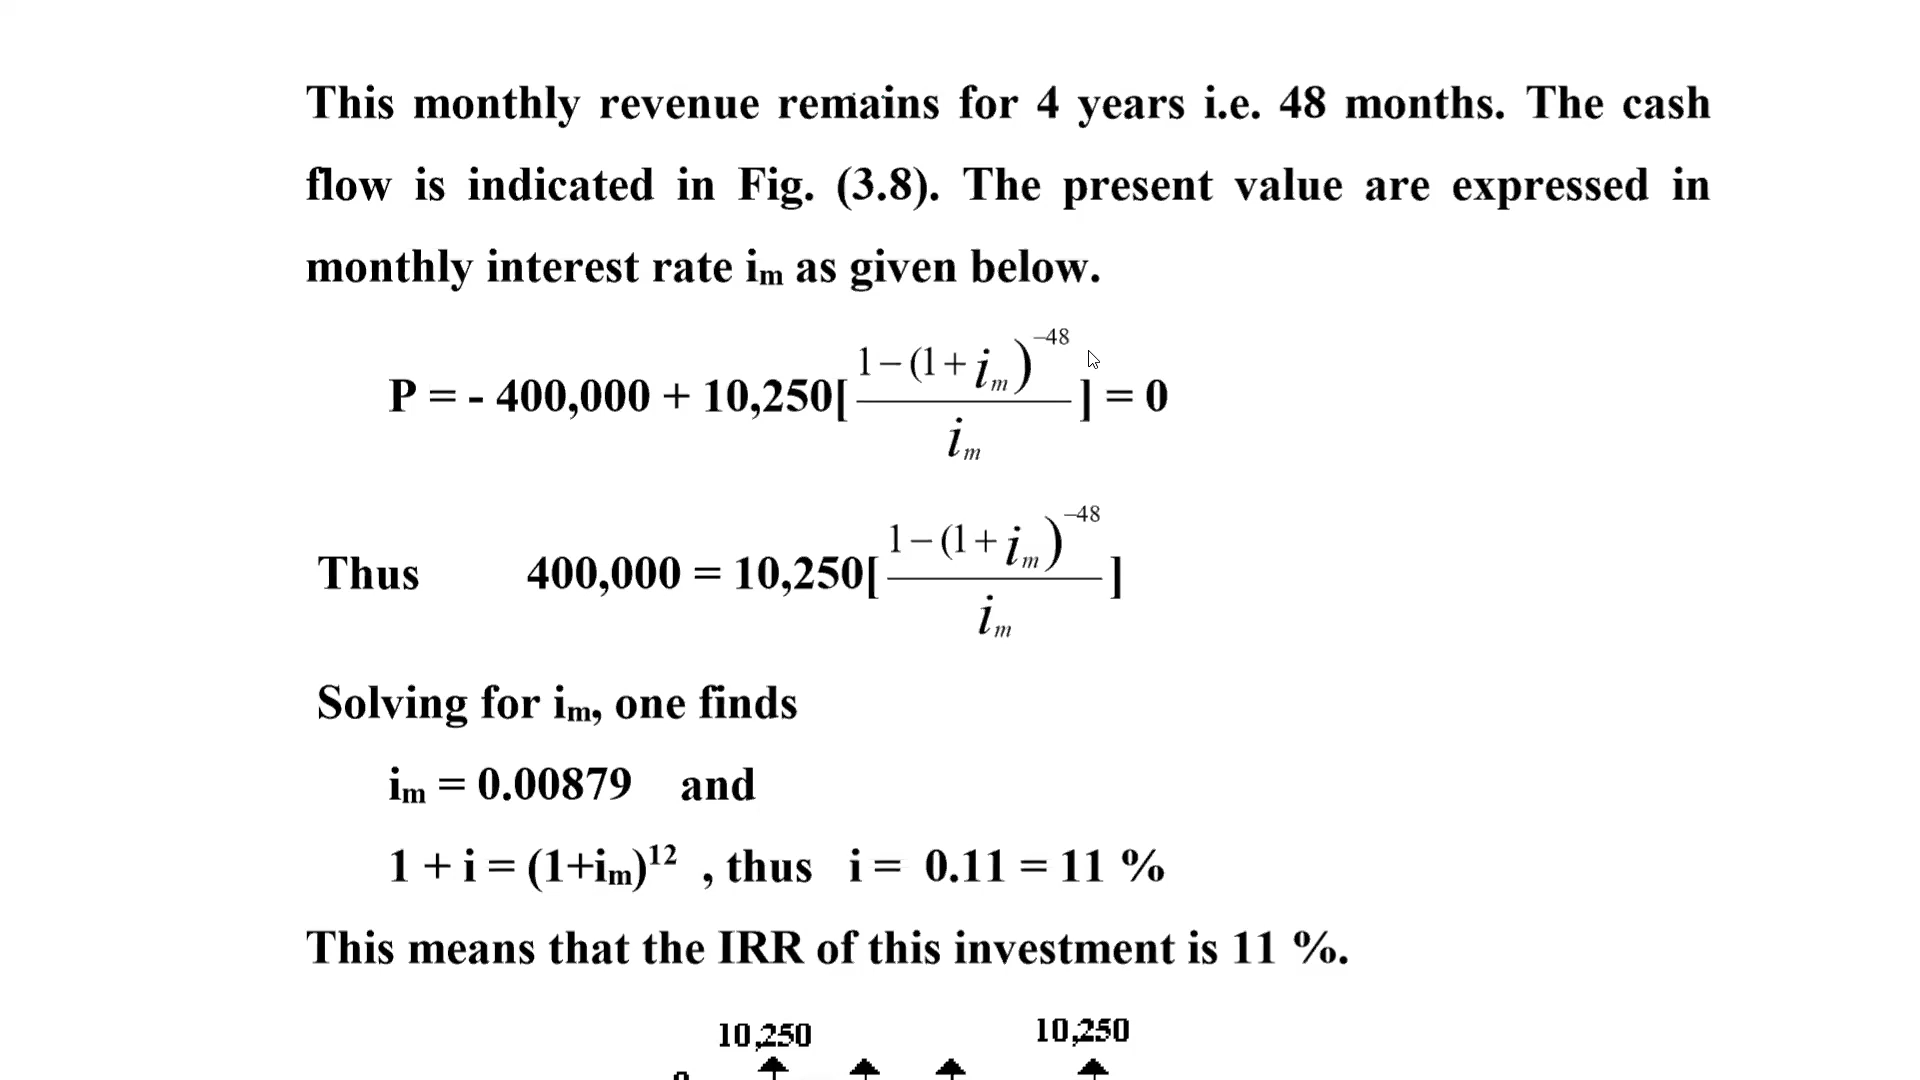 This monthly revenue remains for 4 years i.e. 48 months. The cash
flow is indicated in Fig. (3.8). The present value are expressed in
monthly interest rate iₘ as given below.
P = - 400,000 + 10,250[ (1−(1+iₘ)⁻⁴⁸) / iₘ ] = 0
Thus 400,000 = 10,250[ (1−(1+iₘ)⁻⁴⁸) / iₘ ]
Solving for iₘ, one finds
iₘ = 0.00879 and
1 + i = (1+iₘ)¹² , thus i = 0.11 = 11 %
This means that the IRR of this investment is 11 %.
10,250 10,250